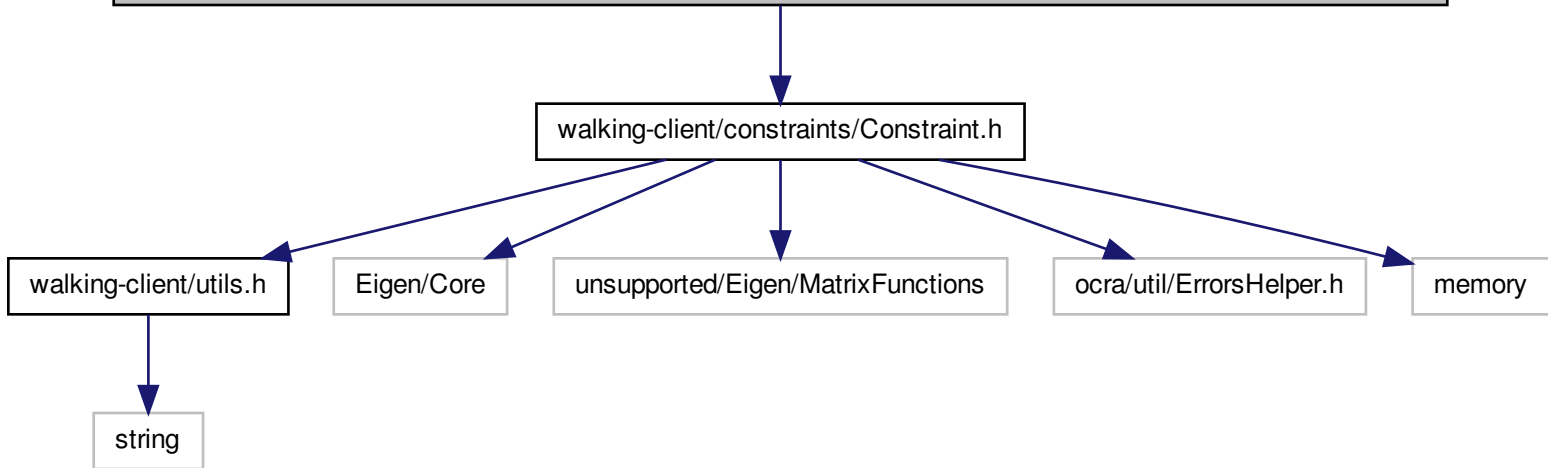 walking-client/constraints/Constraint.h
walking-client/utils.h
Eigen/Core
unsupported/Eigen/MatrixFunctions
ocra/util/ErrorsHelper.h
memory
string